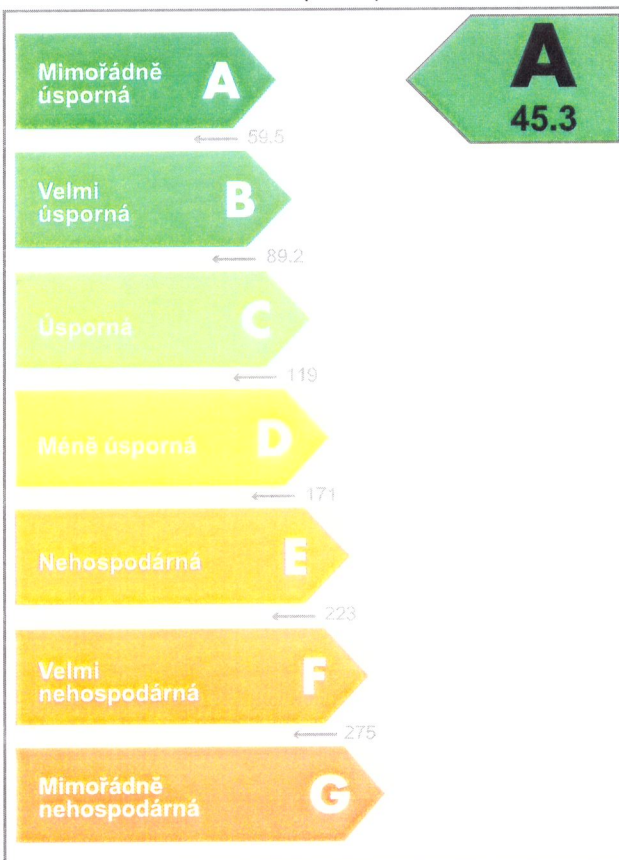 Mimořádně
úsporná
A
A
45.3
59.5
Velmi
úsporná
B
89.2
Úsporná
C
119
Méně úsporná
D
171
Nehospodárná
E
223
Velmi
nehospodárná
F
275
Mimořádně
nehospodárná
G